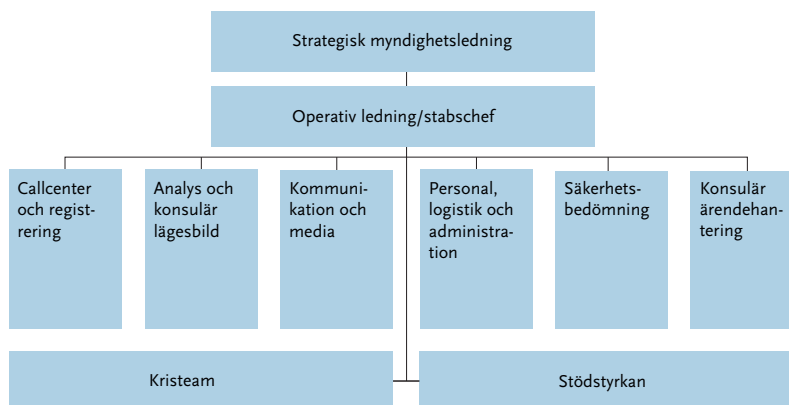 Strategisk myndighetsledning
Operativ ledning/stabschef
Callcenter
och regist-
rering
Analys och
konsulär
lägesbild
Kommuni-
kation och
media
Personal,
logistik och
administra-
tion
Säkerhets-
bedömning
Konsulär
ärendehan-
tering
Kristeam
Stödstyrkan